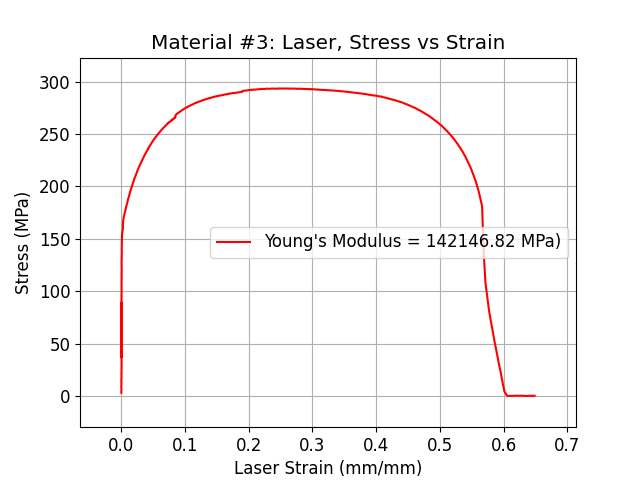 Material #3: Laser, Stress vs Strain
Stress (MPa)
300
250
200
150
100
50
0
Young's Modulus = 142146.82 MPa)
0.0 0.1 0.2 0.3 0.4 0.5 0.6 0.7
Laser Strain (mm/mm)